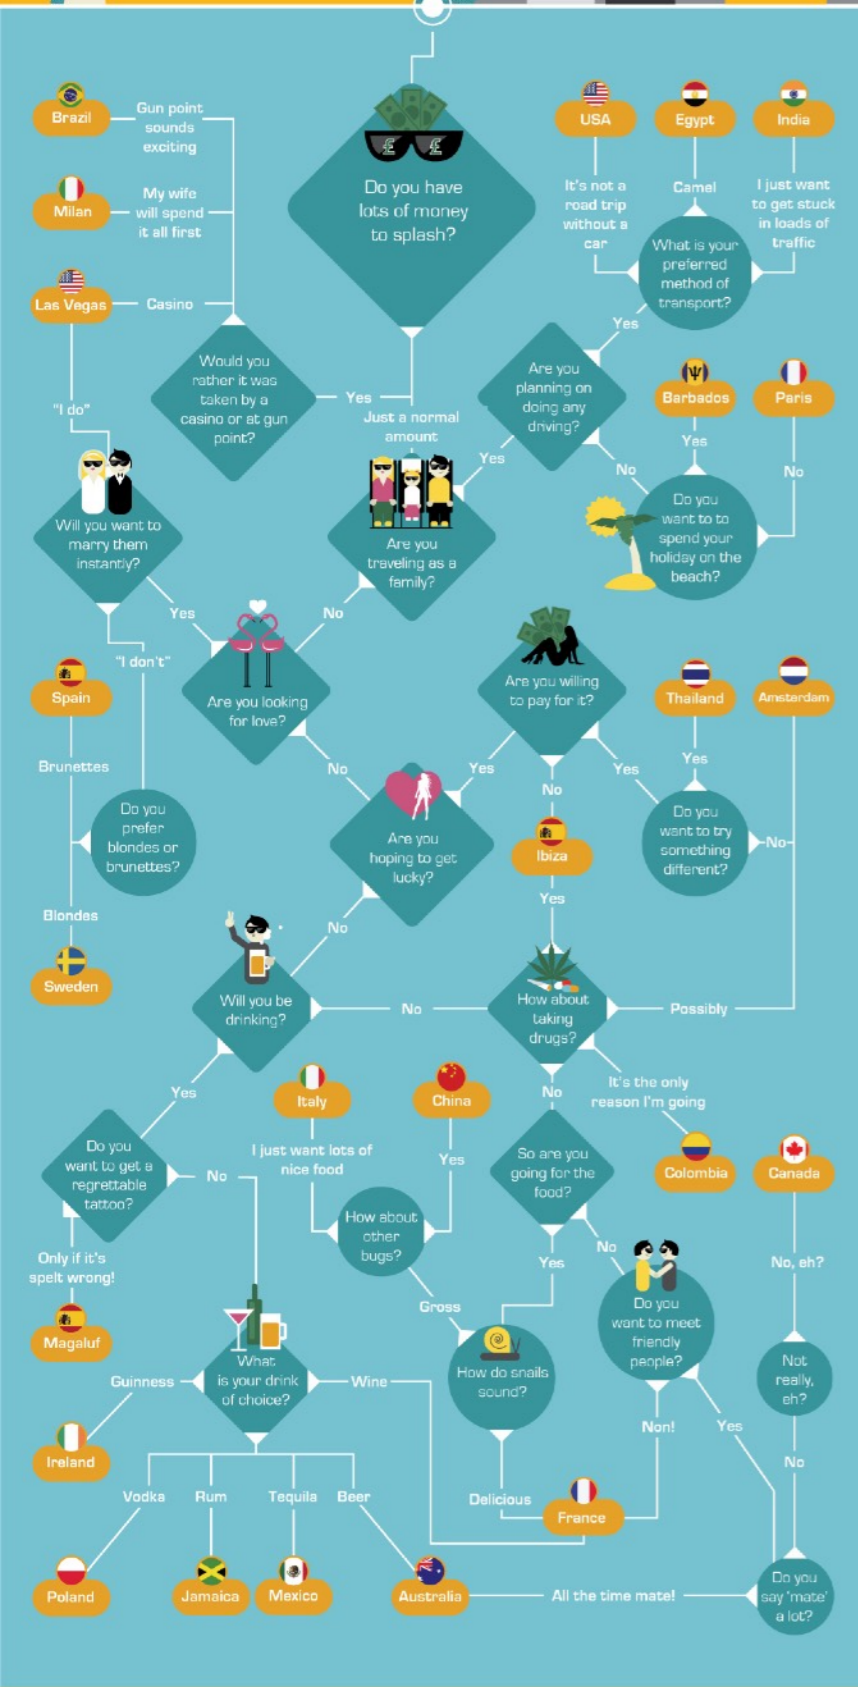 Do you have
lots of money
to splash?
£
£
Yes
Just a normal
amount
Would you
rather it was
taken by a
casino or at gun
point?
Gun point
sounds
exciting
Brazil
My wife
will spend
it all first
Milan
Casino
Las Vegas
"I do"
USA
Egypt
India
It's not a
road trip
without a
car
Camel
I just want
to get stuck
in loads of
traffic
What is your
preferred
method of
transport?
Yes
Are you
planning on
doing any
driving?
Yes
No
Barbados
Paris
Yes
No
Do you
want to to
spend your
holiday on the
beach?
Are you
traveling as a
family?
No
Will you want to
marry them
instantly?
Yes
"I don't"
Are you looking
for love?
No
Spain
Brunettes
Do you
prefer
blondes or
brunettes?
Blondes
Sweden
Are you willing
to pay for it?
Yes
No
Yes
Ibiza
Yes
Thailand
Amsterdam
Yes
Do you
want to try
something
different?
No
Are you
hoping to get
lucky?
No
Will you be
drinking?
No
How about
taking
drugs?
Possibly
It's the only
reason I'm going
Colombia
No
Yes
Do you
want to get a
regrettable
tattoo?
No
Only if it's
spelt wrong!
Magaluf
Italy
China
I just want lots of
nice food
Yes
How about
other
bugs?
Gross
So are you
going for the
food?
Yes
No
How do snails
sound?
Delicious
France
Do you
want to meet
friendly
people?
Non!
Yes
Canada
No, eh?
Not
really,
eh?
No
What
is your drink
of choice?
Guinness
Wine
Ireland
Vodka
Rum
Tequila
Beer
Poland
Jamaica
Mexico
Australia
All the time mate!
Do you
say 'mate'
a lot?